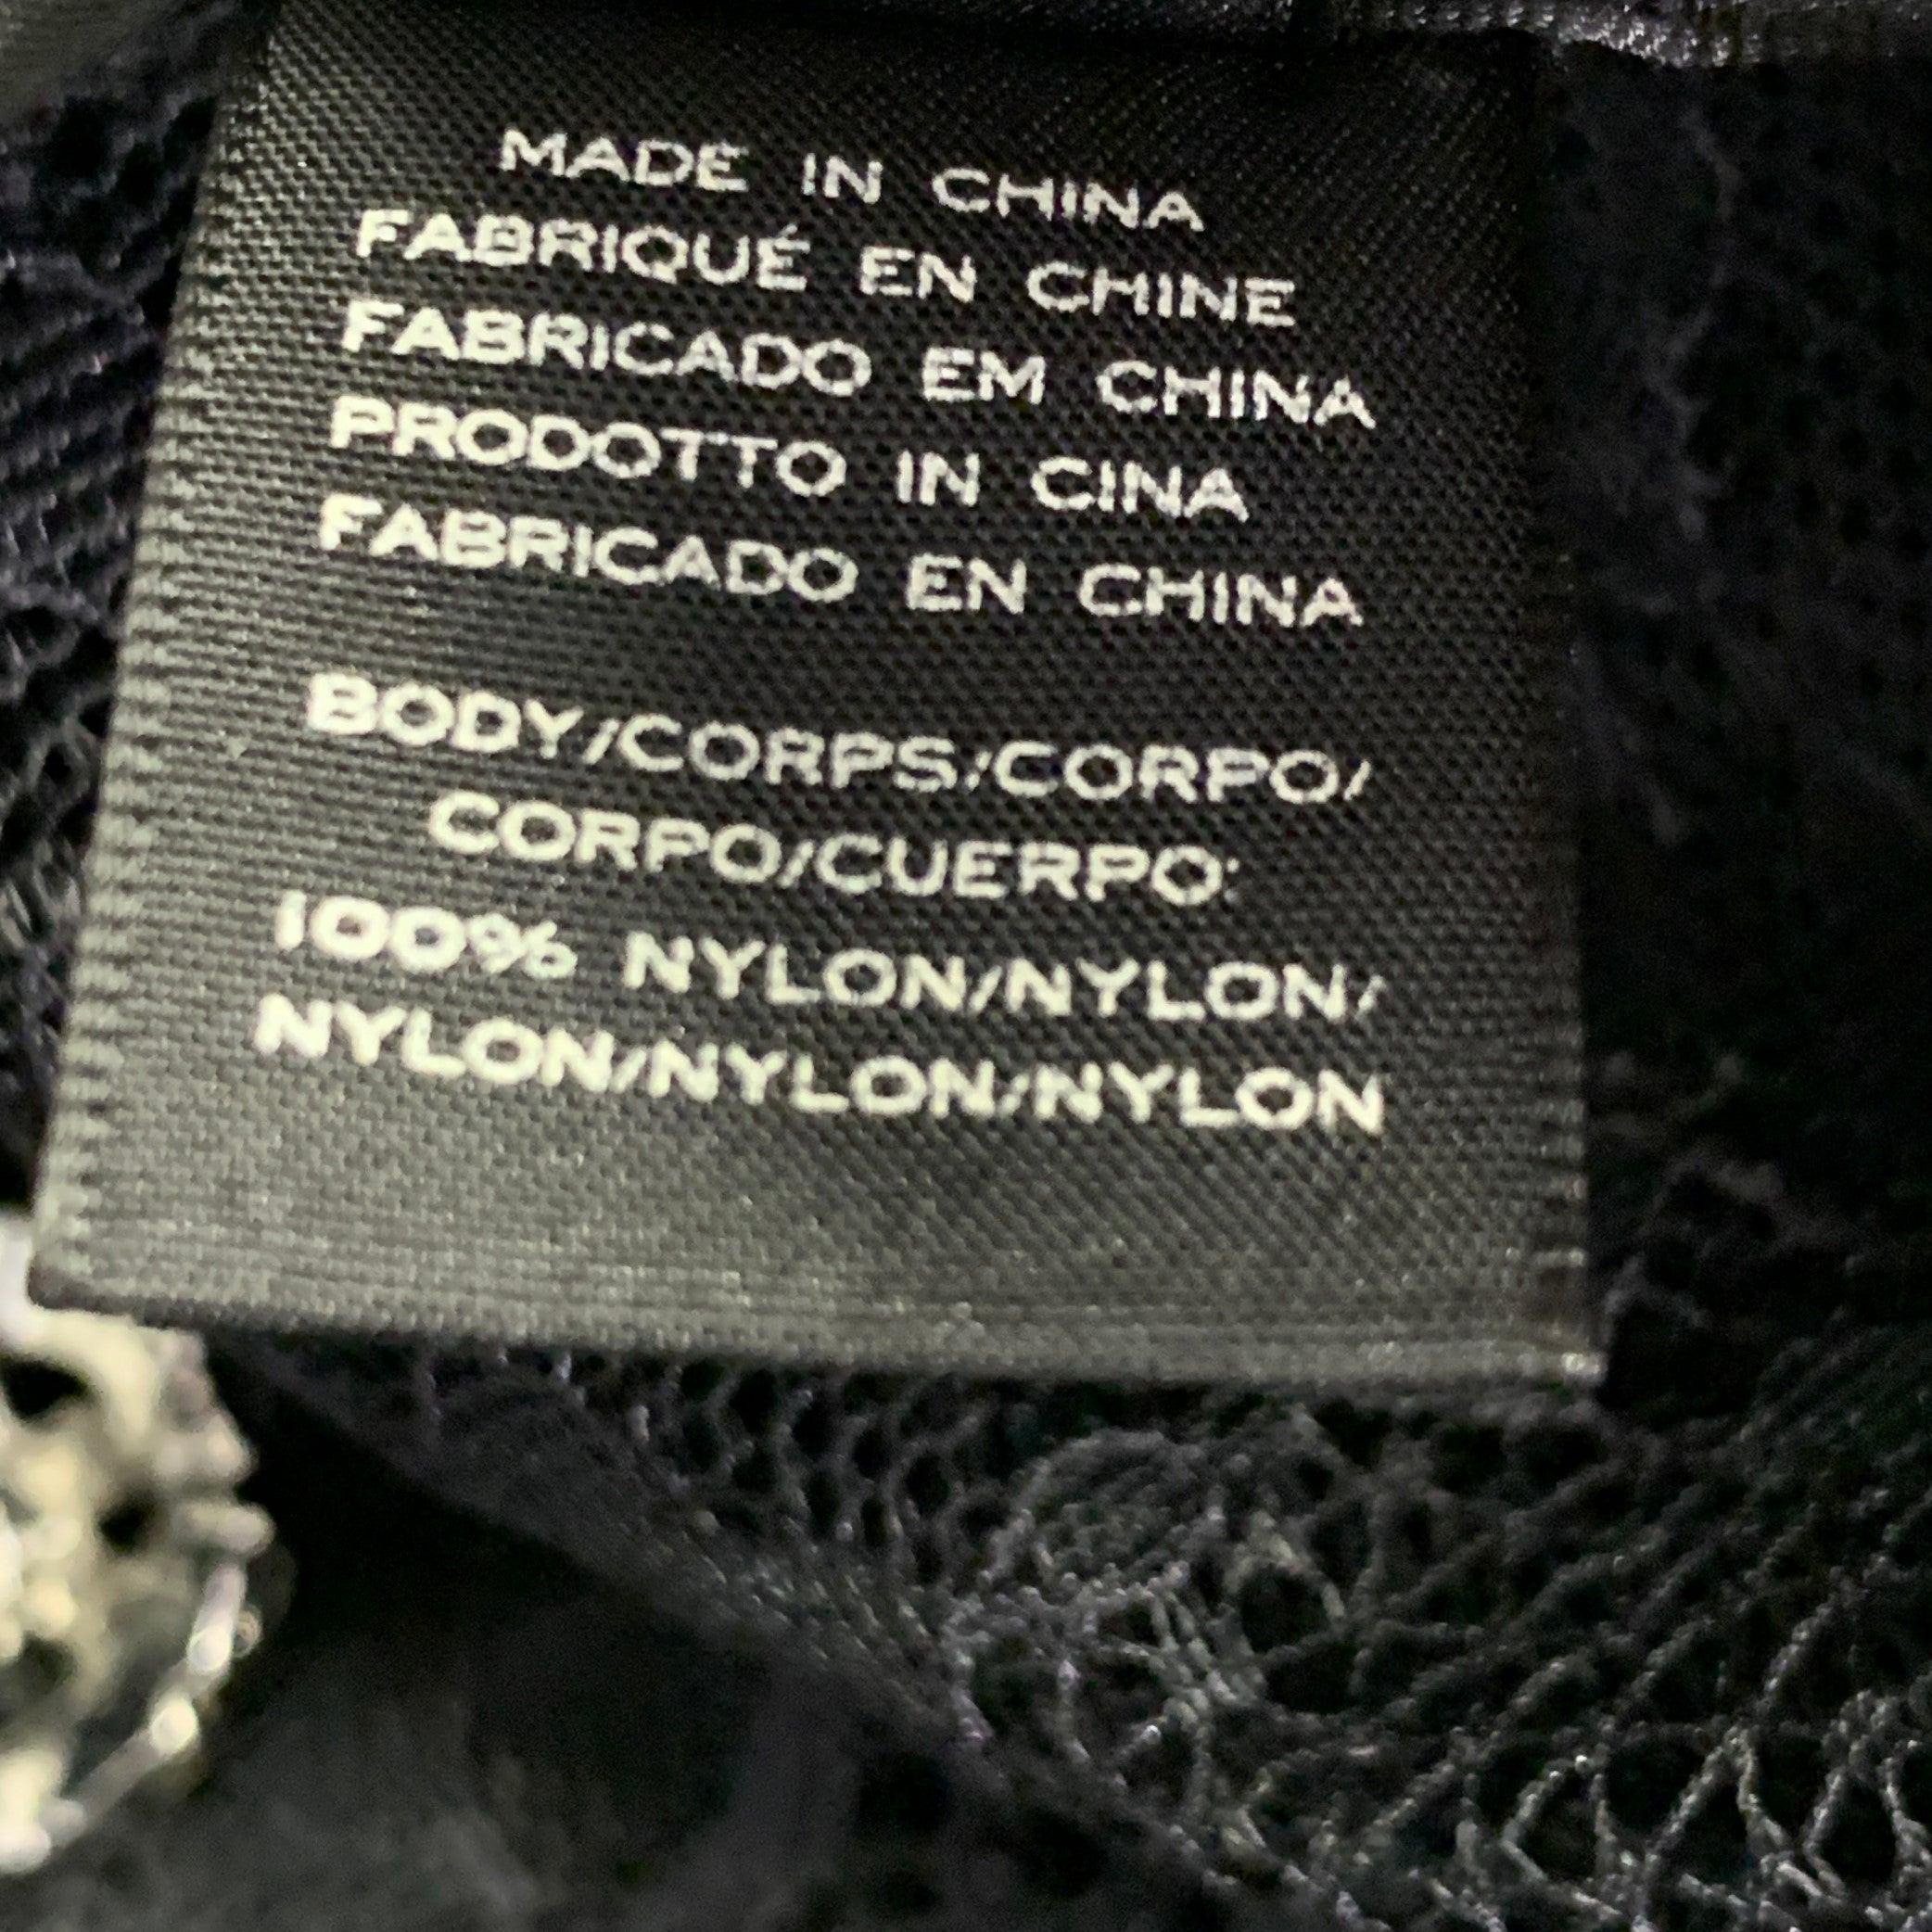 MADE IN CHINA
FABRIQUÉ EN CHINE
FABRICADO EM CHINA
PRODOTTO IN CINA
FABRICADO EN CHINA
BODY/CORPS/CORPO/
CORPO/CUERPO:
100% NYLON/NYLON/
NYLON/NYLON/NYLON